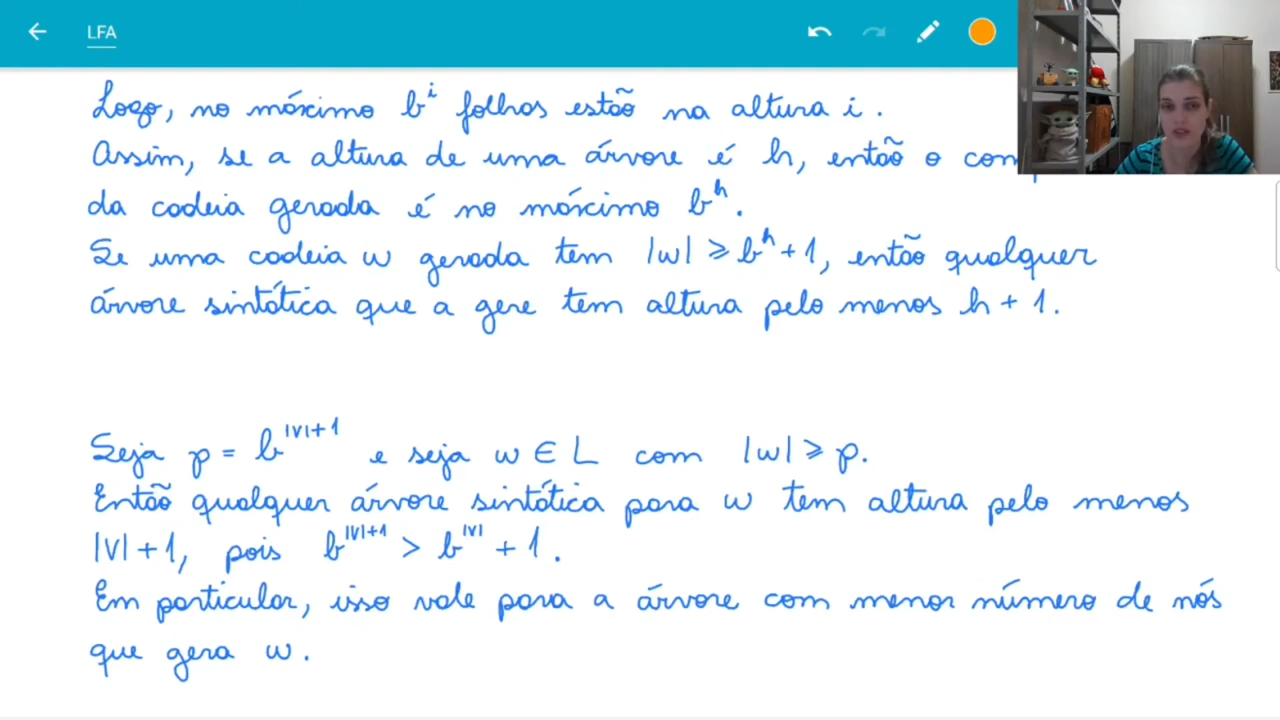 LFA
Logo, no máximo b^i folhas estão na altura i.
Assim, se a altura de uma árvore é h, então o
da cadeia gerada é no máximo b^h.
Se uma cadeia w gerada tem |w| ⩾ b^h + 1, então qualquer
árvore sintática que a gere tem altura pelo menos h + 1.
Seja p = b^{|V|+1} e seja w ∈ L com |w| ⩾ p.
Então qualquer árvore sintática para w tem altura pelo menos
|V| + 1, pois b^{|V|+1} > b^{|V|} + 1.
Em particular, isso vale para a árvore com menor número de nós
que gera w.